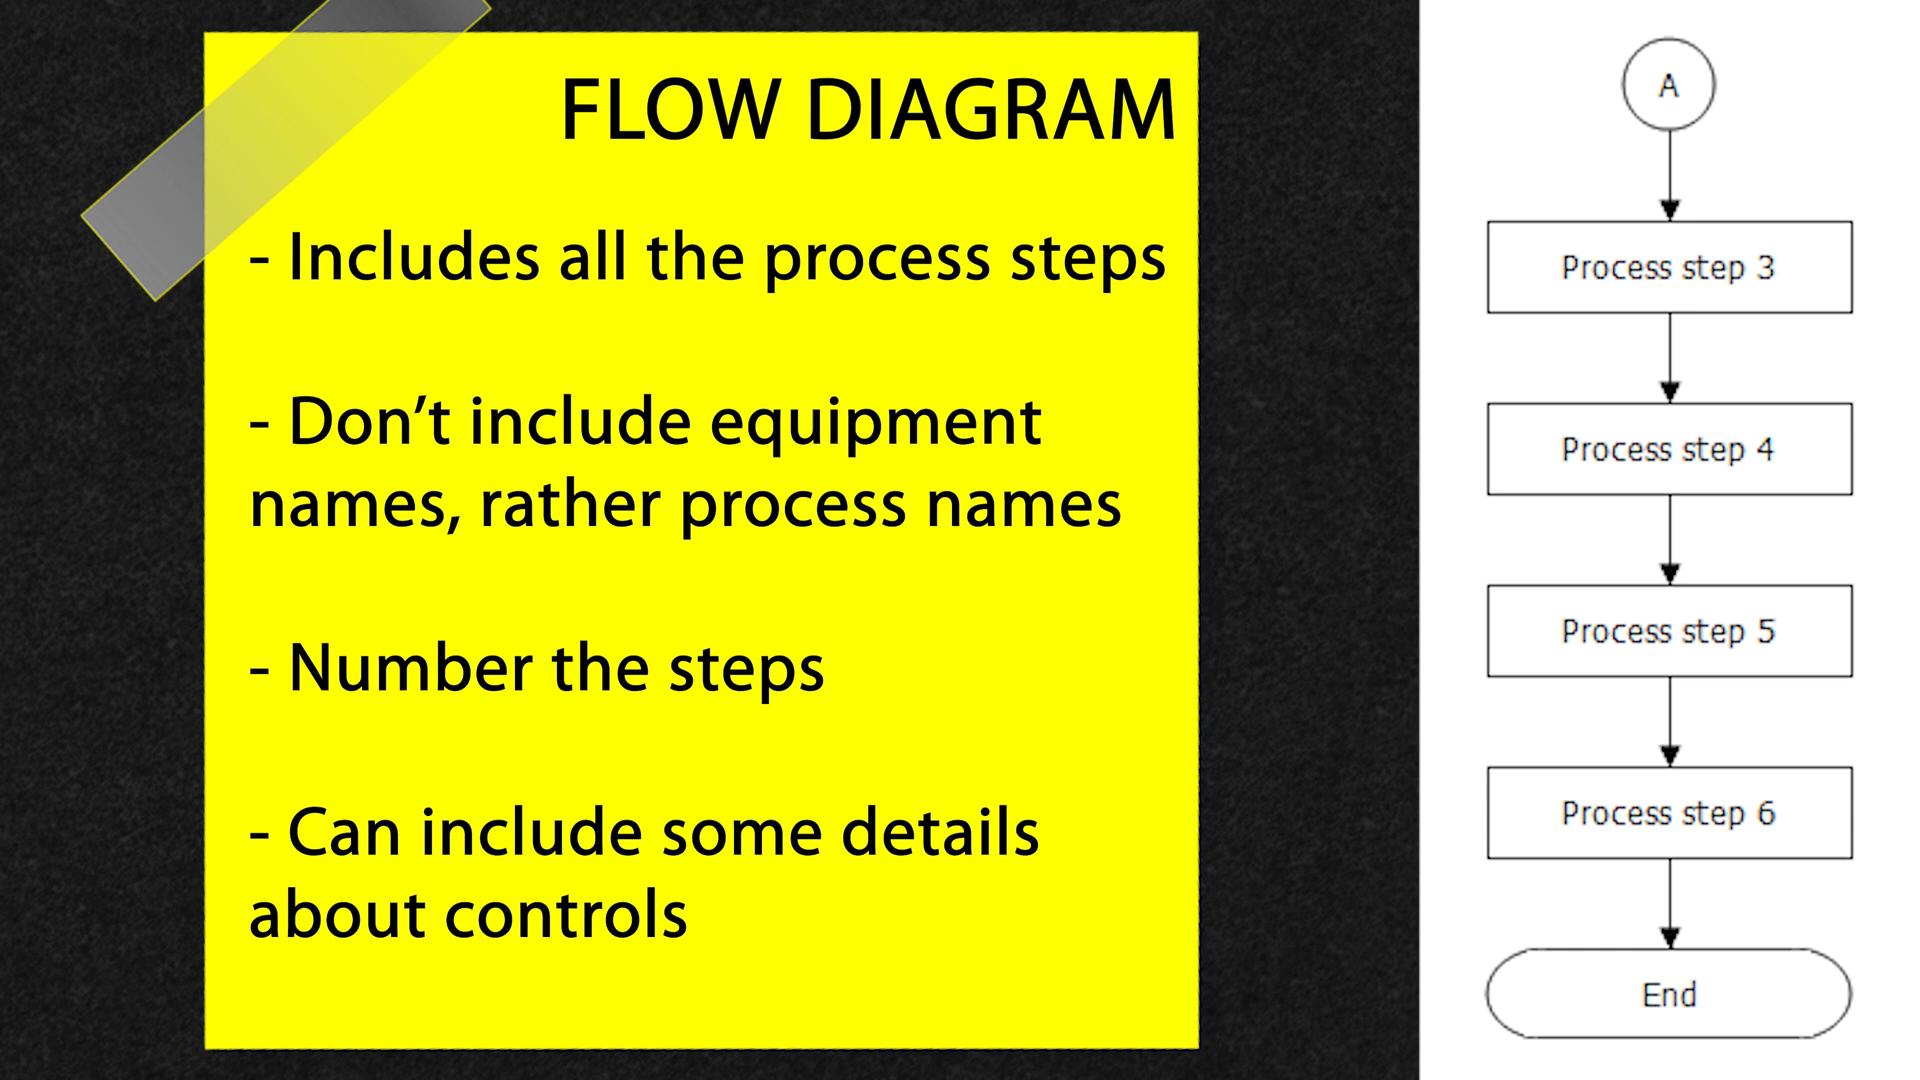 FLOW DIAGRAM
- Includes all the process steps
- Don’t include equipment
names, rather process names
- Number the steps
- Can include some details
about controls
A
Process step 3
Process step 4
Process step 5
Process step 6
End